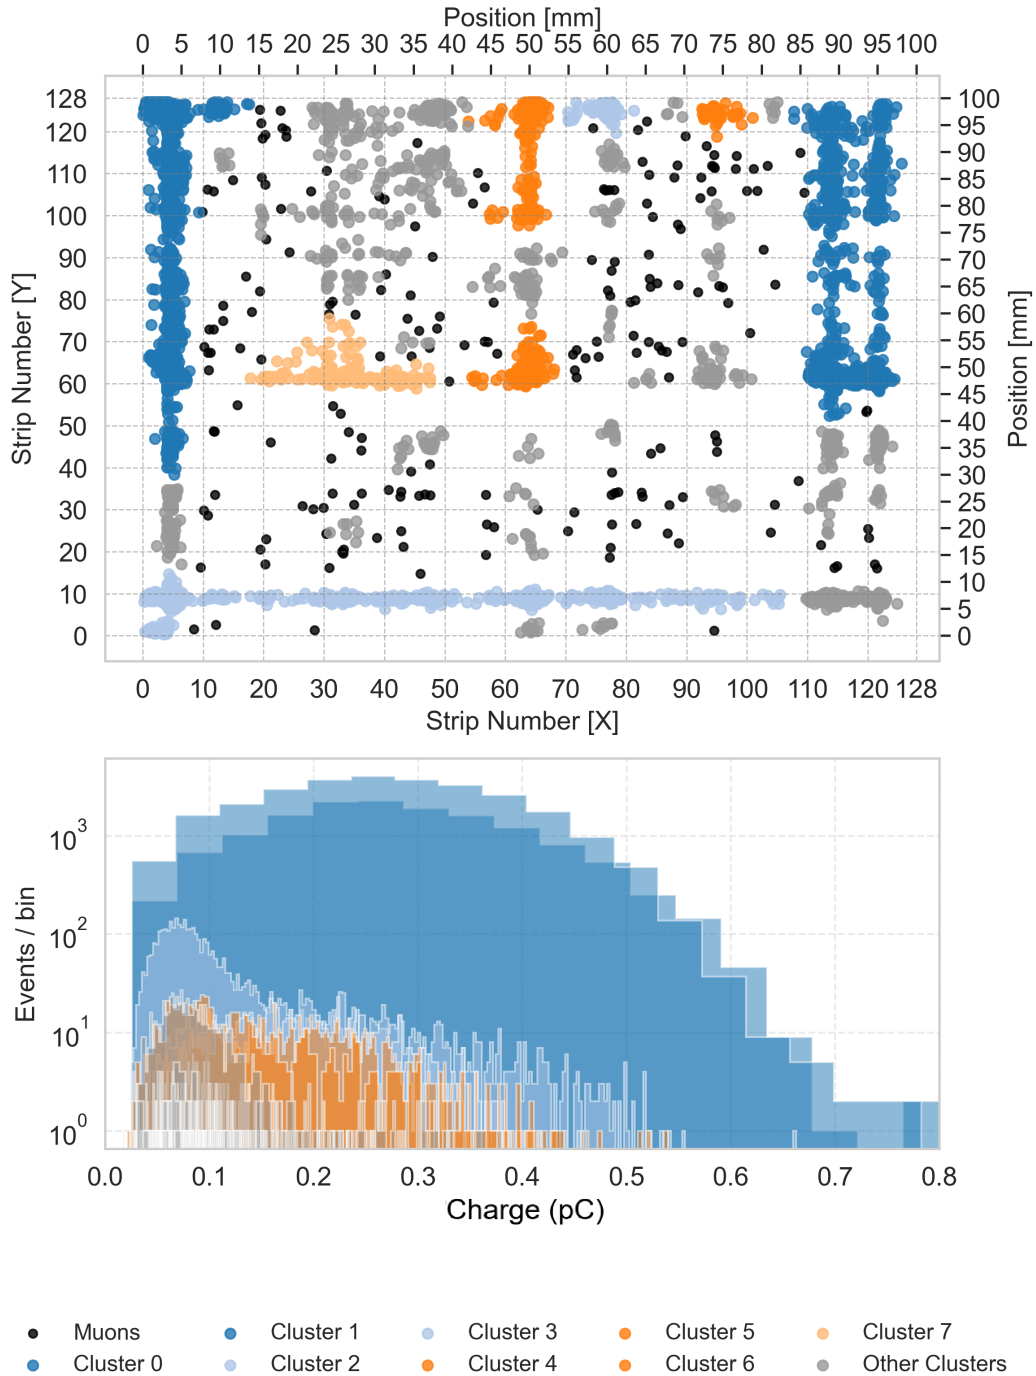 Position [mm]
0 5 10 15 20 25 30 35 40 45 50 55 60 65 70 75 80 85 90 95 100
128 120 110 100 90 80 70 60 50 40 30 20 10 0
Strip Number [Y]
100 95 90 85 80 75 70 65 60 55 50 45 40 35 30 25 20 15 10 5 0
Position [mm]
0 10 20 30 40 50 60 70 80 90 100 110 120 128
Strip Number [X]
10³ 10² 10¹ 10⁰
Events / bin
0.0 0.1 0.2 0.3 0.4 0.5 0.6 0.7 0.8
Charge (pC)
Muons Cluster 1 Cluster 3 Cluster 5 Cluster 7
Cluster 0 Cluster 2 Cluster 4 Cluster 6 Other Clusters